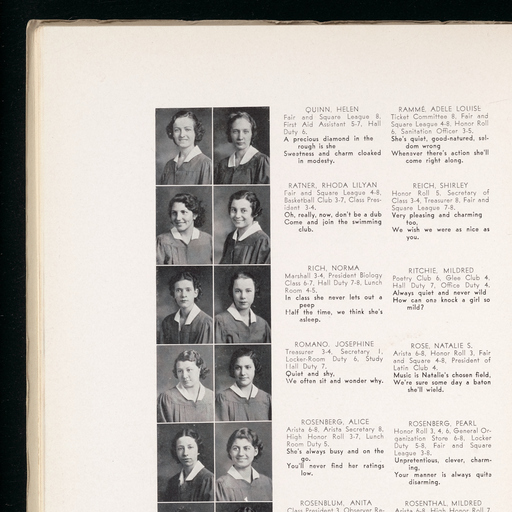 QUINN, HELEN
Fair and Square League 8,
First Aid Assistant 5-7, Hall
Duty 6.
A precious diamond in the
rough is she
Sweetness and charm cloaked
in modesty.
RAMMÉ, ADELE LOUISE
Ticket Committee 8, Fair and
Square League 4-8, Honor Roll
6, Sanitation Officer 3-5.
She's quiet, good-natured, sel-
dom wrong
Whenever there's action she'll
come right along.
RATNER, RHODA LILYAN
Fair and Square League 4-8,
Basketball Club 3-7, Class Pres-
ident 3-4,
Oh, really, now, don't be a dub
Come and join the swimming
club.
REICH, SHIRLEY
Honor Roll 5, Secretary of
Class 3-4, Treasurer 8, Fair and
Square League 7-8.
Very pleasing and charming
too,
We wish we were as nice as
you.
RICH, NORMA
Marshall 3-4, President Biology
Class 6-7, Hall Duty 7-8, Lunch
Room 4-5.
In class she never lets out a
peep
Half the time, we think she's
asleep.
RITCHIE, MILDRED
Poetry Club 6, Glee Club 4,
Hall Duty 7, Office Duty 4.
Always quiet and never wild
How can one knock a girl so
mild?
ROMANO, JOSEPHINE
Treasurer 3-4, Secretary 1,
Locker-Room Duty 6, Study
Hall Duty 7.
Quiet and shy,
We often sit and wonder why.
ROSE, NATALIE S.
Arista 6-8, Honor Roll 3, Fair
and Square 4-8, President of
Latin Club 4.
Music is Natalie's chosen field,
We're sure some day a baton
she'll wield.
ROSENBERG, ALICE
Arista 6-8, Arista Secretary 8,
High Honor Roll 3-7, Lunch
Room Duty 5.
She's always busy and on the
go.
You'll never find her ratings
low.
ROSENBERG, PEARL
Honor Roll 3, 4, 6, General Or-
ganization Store 6-8, Locker
Duty 5-8, Fair and Square
League 3-8.
Unpretentious, clever, charm-
ing,
Your manner is always quite
disarming.
ROSENBLUM, ANITA
Class President 3, Observer Re-
ROSENTHAL, MILDRED
Arista 6-8, High Honor Roll 7,